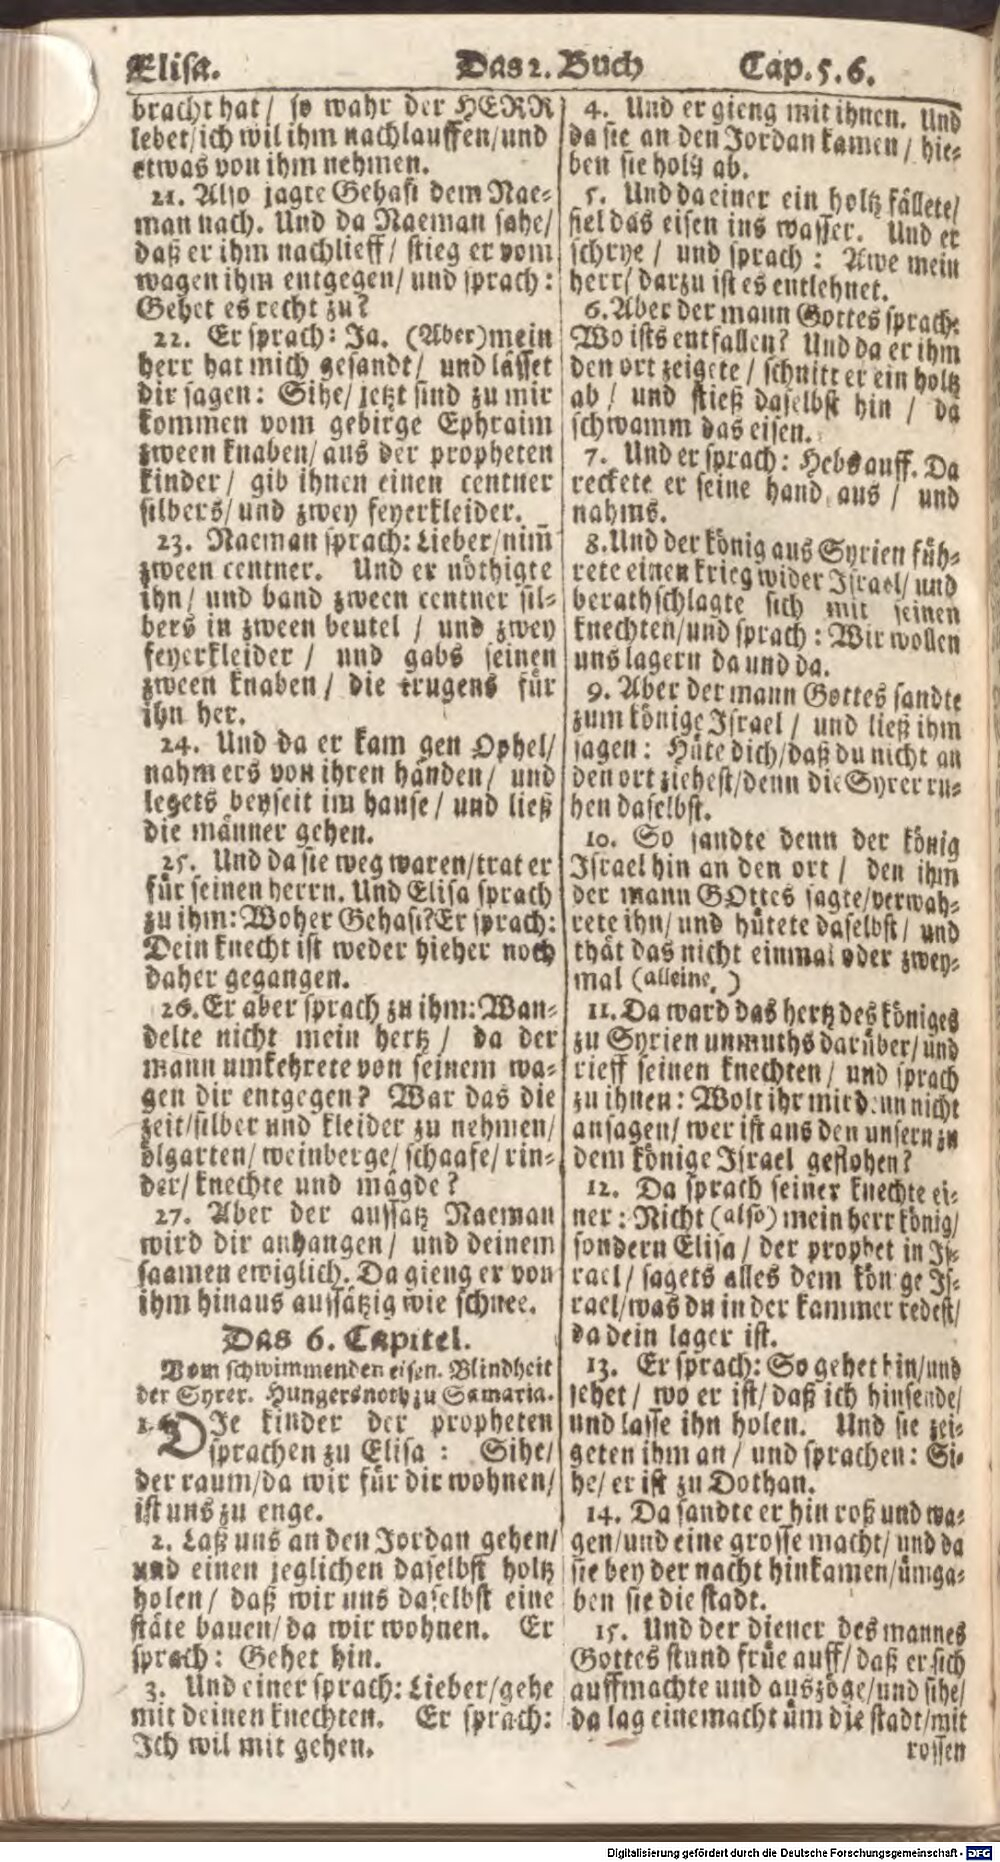 Elisa. Das 2. Buch Cap. 5. 6.
bracht hat/ so wahr der HERR
lebet/ich wil ihm nachlauffen/und
etwas von ihm nehmen.
21. Also jagte Gehasi dem Nae-
man nach. Und da Naeman sahe/
daß er ihm nachlieff/ stieg er vom
wagen ihm entgegen/ und sprach:
Gehet es recht zu?
22. Er sprach: Ja. (Aber) mein
herr hat mich gesandt/ und lässet
dir sagen: Sihe/ jetzt sind zu mir
kommen vom gebirge Ephraim
zween knaben/ aus der propheten
kinder/ gib ihnen einen centner
silbers/ und zwey feyerkleider.
23. Naeman sprach: Lieber/nim̃
zween centner. Und er nöthigte
ihn/ und band zween centner sil-
bers in zween beutel / und zwey
feyerkleider / und gabs seinen
zween knaben/ die trugens für
ihn her.
24. Und da er kam gen Ophel/
nahm ers von ihren händen/ und
legets beyseit im hause/ und ließ
die männer gehen.
25. Und da sie weg waren/trat er
für seinen herrn. Und Elisa sprach
zu ihm: Woher Gehasi? Er sprach:
Dein knecht ist weder hieher noch
daher gegangen.
26. Er aber sprach zu ihm: Wan-
delte nicht mein hertz / da der
mann umkehrete von seinem wa-
gen dir entgegen? War das die
zeit/silber und kleider zu nehmen/
ölgarten/ weinberge/ schaafe/ rin-
der/ knechte und mägde?
27. Aber der aussatz Naeman
wird dir anhangen/ und deinem
saamen ewiglich. Da gieng er von
ihm hinaus aussätzig wie schnee.
Das 6. Capitel.
Vom schwimmenden eisen. Blindheit
der Syrer. Hungersnoth zu Samaria.
1. DJe kinder der propheten
sprachen zu Elisa : Sihe/
der raum/da wir für dir wohnen/
ist uns zu enge.
2. Laß uns an den Jordan gehen/
und einen jeglichen daselbst holtz
holen/ daß wir uns daselbst eine
stäte bauen/ da wir wohnen. Er
sprach: Gehet hin.
3. Und einer sprach: Lieber/gehe
mit deinen knechten. Er sprach:
Ich wil mit gehen.
4. Und er gieng mit ihnen. Und
da sie an den Jordan kamen/ hie-
ben sie holtz ab.
5. Und da einer ein holtz fällete/
fiel das eisen ins wasser. Und er
schrye/ und sprach: Awe mein
herr/ darzu ist es entlehnet.
6. Aber der mann Gottes sprach:
Wo ists entfallen? Und da er ihm
den ort zeigete/ schnitt er ein holtz
ab/ und stieß daselbst hin / da
schwamm das eisen.
7. Und er sprach: Hebs auff. Da
reckete er seine hand aus/ und
nahms.
8. Und der könig aus Syrien füh-
rete einen krieg wider Israel/ und
berathschlagte sich mit seinen
knechten/und sprach: Wir wollen
uns lagern da und da.
9. Aber der mann Gottes sandte
zum könige Israel / und ließ ihm
sagen: Hüte dich/daß du nicht an
den ort ziehest/denn die Syrer ru-
hen daselbst.
10. So sandte denn der könig
Israel hin an den ort / den ihm
der mann GOttes sagte/verwah-
rete ihn/ und hütete daselbst/ und
thät das nicht einmal oder zwey-
mal (alleine.)
11. Da ward das hertz des königes
zu Syrien unmuths darüber/ und
rieff seinen knechten/ und sprach
zu ihnen: Wolt ihr mir denn nicht
ansagen/ wer ist aus den unsern zu
dem könige Israel geflohen?
12. Da sprach seiner knechte ei-
ner: Nicht (also) mein herr könig/
sondern Elisa/ der prophet in Is-
rael/ sagets alles dem könige Is-
rael/was du in der kammer redest/
da dein lager ist.
13. Er sprach: So gehet hin/und
sehet/ wo er ist/ daß ich hinsende/
und lasse ihn holen. Und sie zei-
geten ihm an/ und sprachen: Si-
he/ er ist zu Dothan.
14. Da sandte er hin roß und wa-
gen/und eine grosse macht/ und da
sie bey der nacht hinkamen/ümga-
ben sie die stadt.
15. Und der diener des mannes
Gottes stund früe auff/ daß er sich
auffmachte und auszöge/und sihe/
da lag eine macht üm die stadt/mit
rossen
Digitalisierung gefördert durch die Deutsche Forschungsgemeinschaft - DFG